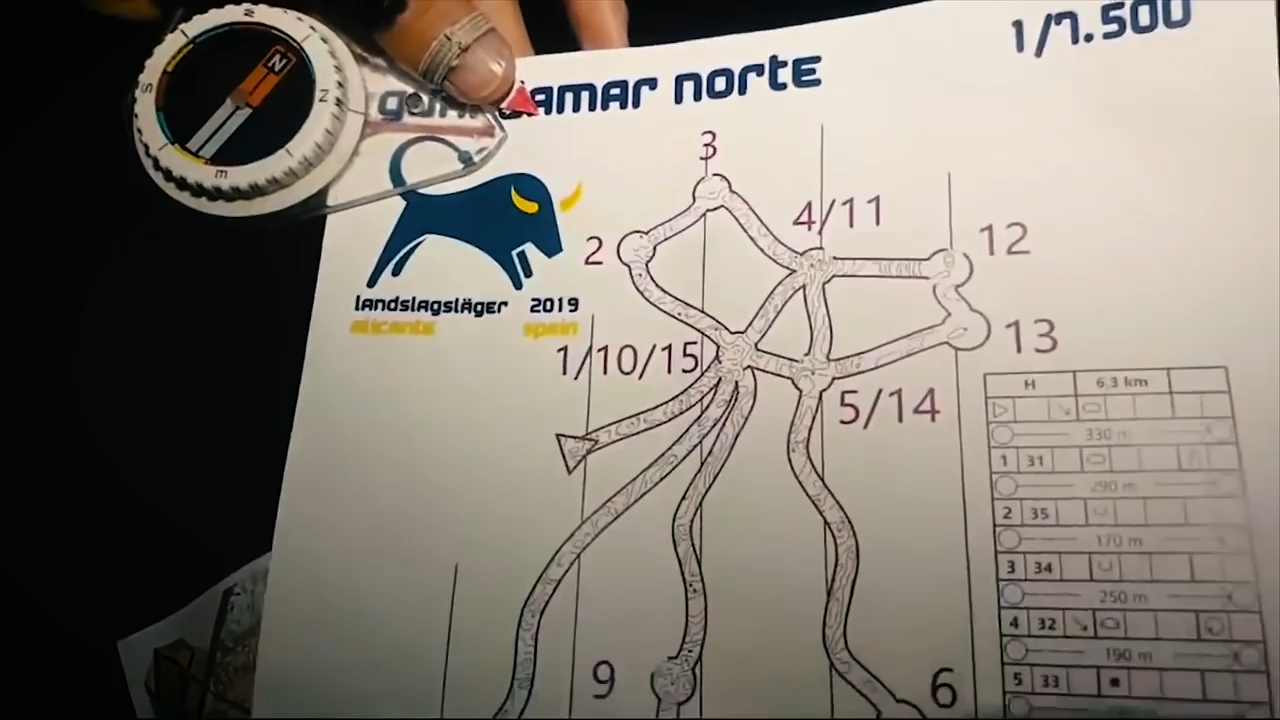 1/7.500
amar norte
3
4/11
12
2
landslagsläger 2019
alicante spain
13
1/10/15
5/14
H 6,3 km
330 m
1 31
290 m
2 35
170 m
3 34
250 m
4 32
190 m
5 33
9
6
N
N
E
S
W